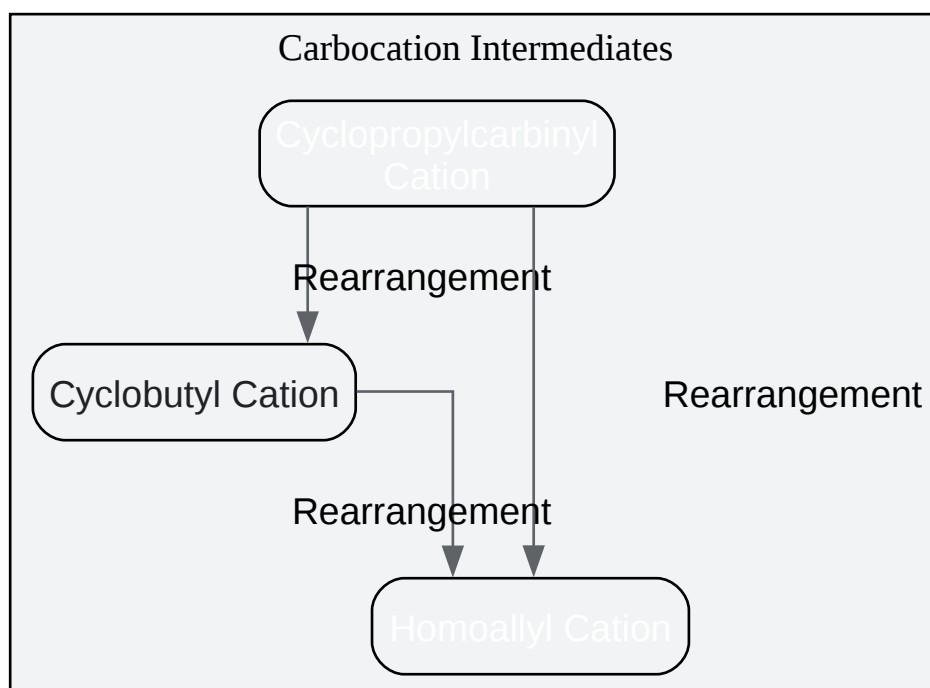 Carbocation Intermediates
Cyclopropylcarbinyl
Cation
Rearrangement
Cyclobutyl Cation
Rearrangement
Rearrangement
Homoallyl Cation